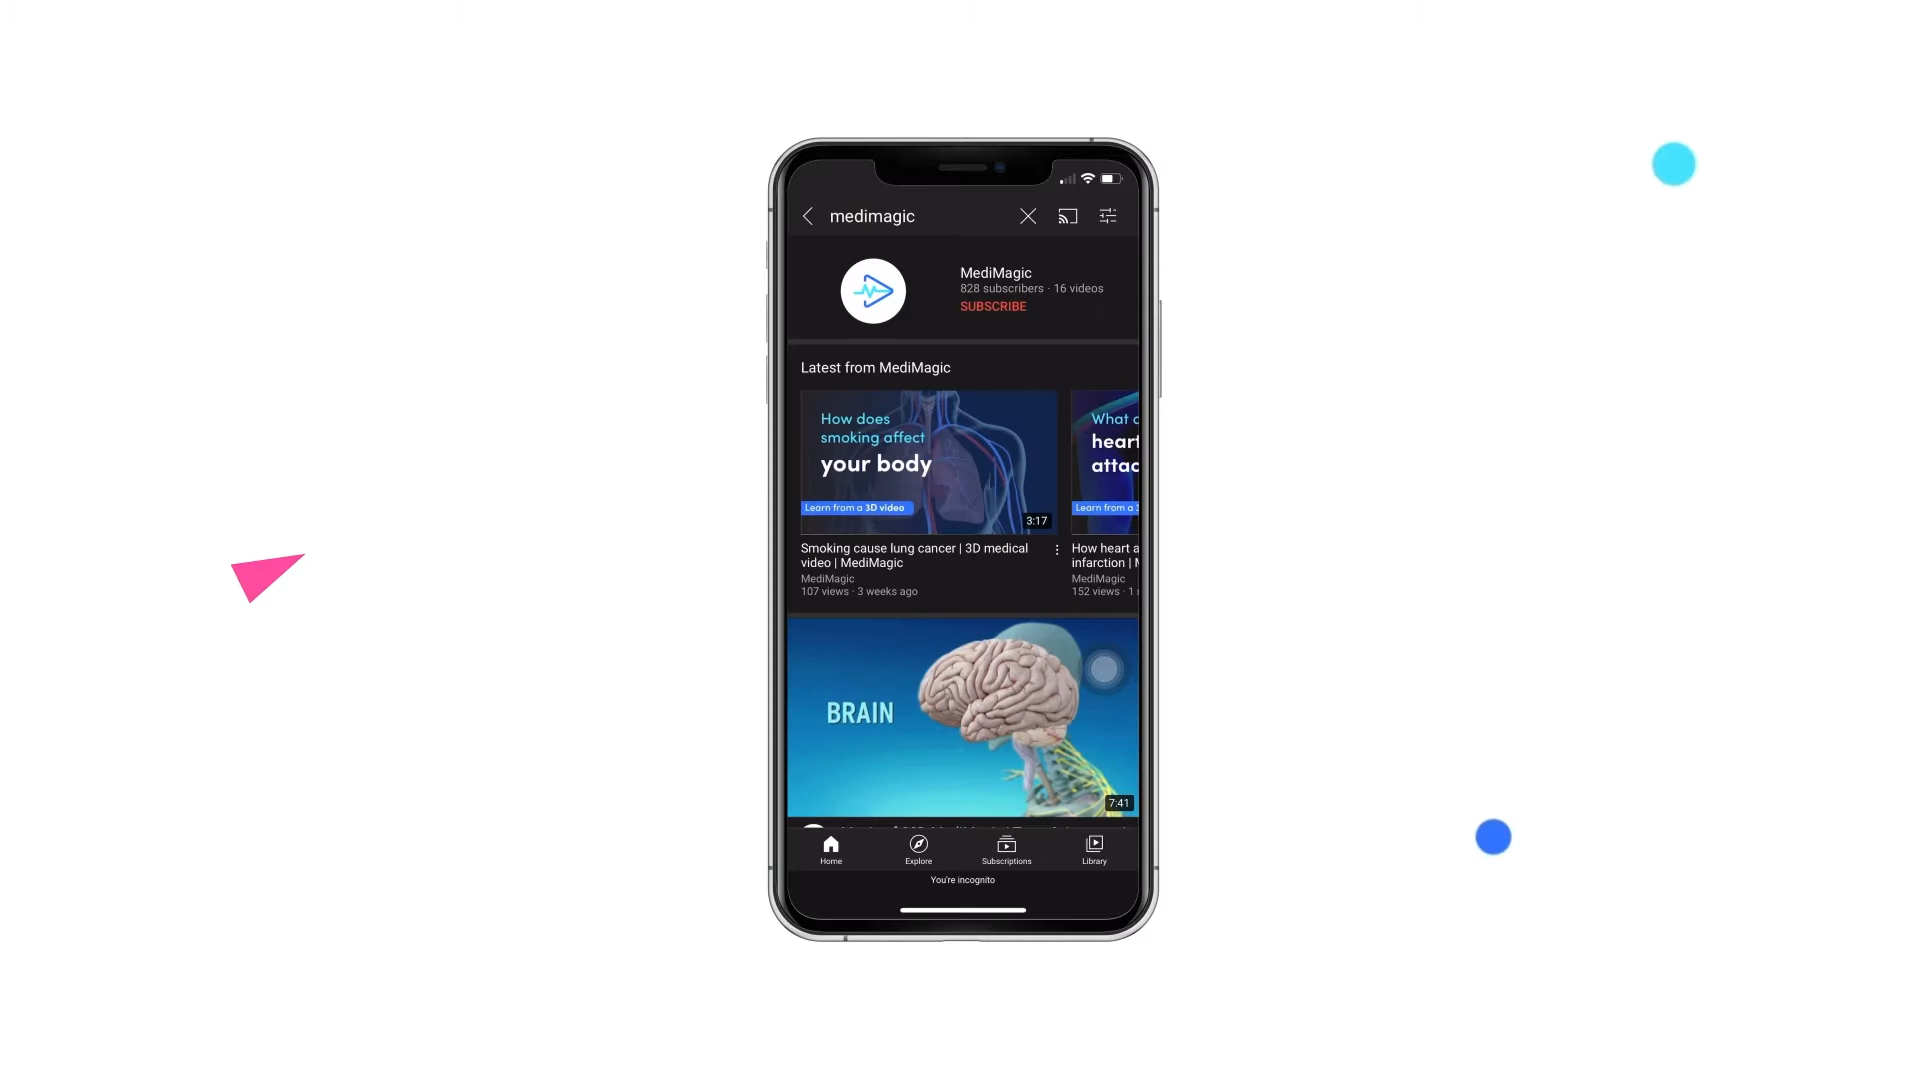 medimagic
MediMagic
828 subscribers · 16 videos
SUBSCRIBE
Latest from MediMagic
How does
smoking affect
your body
Learn from a 3D video
3:17
Smoking cause lung cancer | 3D medical
video | MediMagic
MediMagic
107 views · 3 weeks ago
What
heart
attac
Learn from a
How heart a
infarction |
MediMagic
152 views · 1
BRAIN
7:41
Home
Explore
Subscriptions
Library
You're incognito